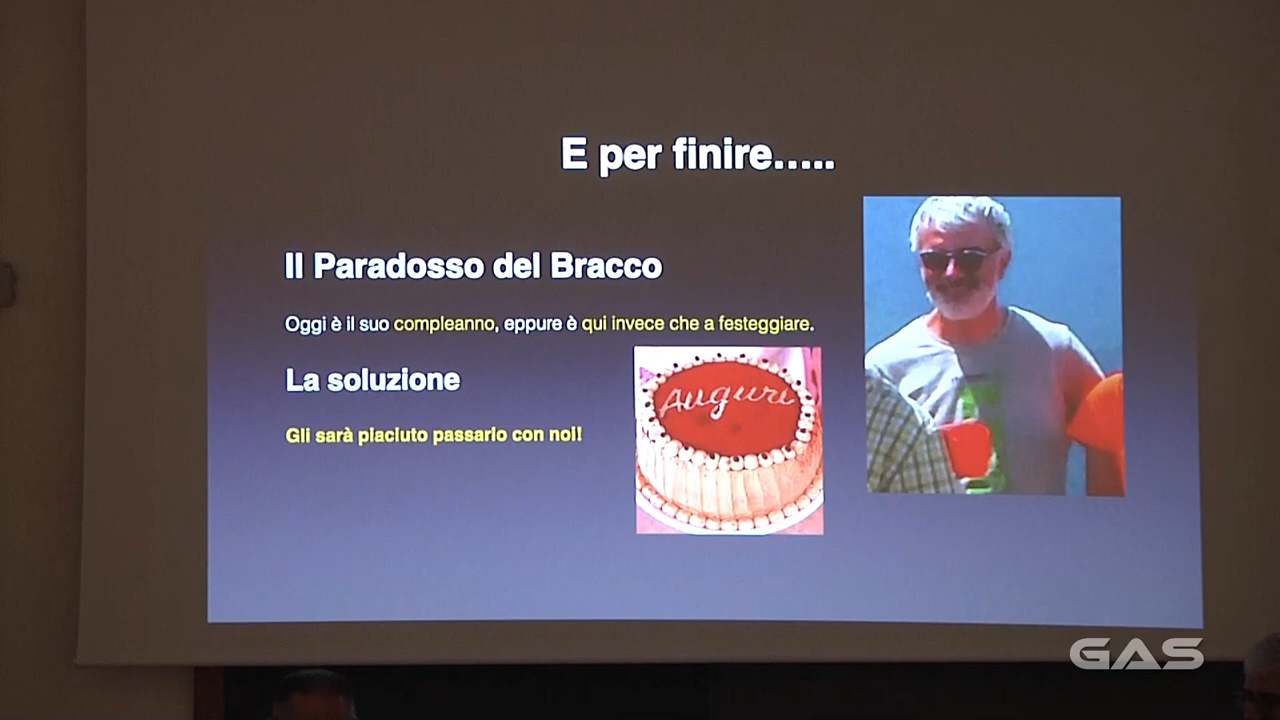 E per finire.....
Il Paradosso del Bracco
Oggi è il suo compleanno, eppure è qui invece che a festeggiare.
La soluzione
Auguri
Gli sarà piaciuto passarlo con noi!
GAS